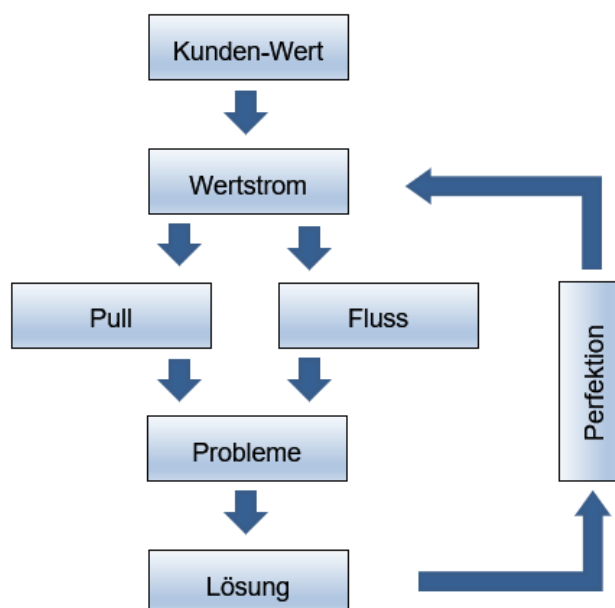 Kunden-Wert
Wertstrom
Pull
Fluss
Perfektion
Probleme
Lösung